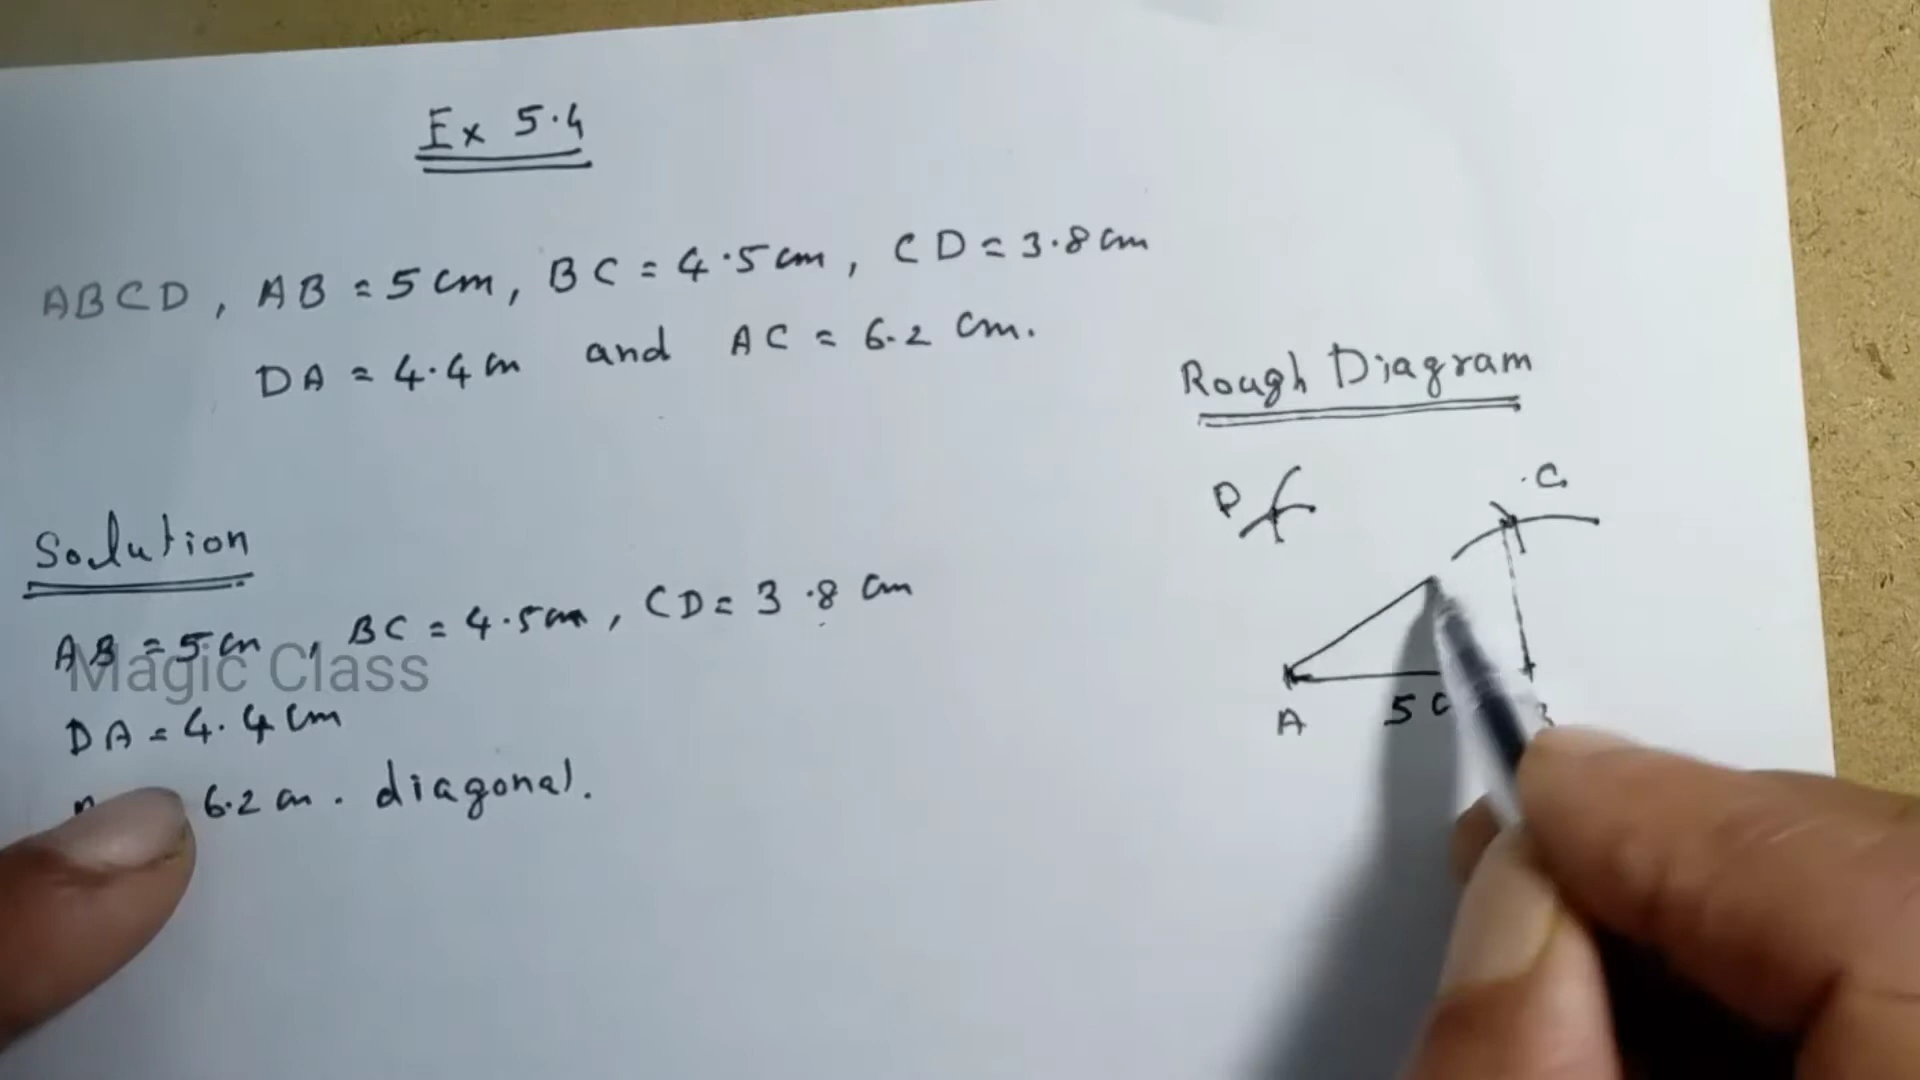 Ex 5.4
ABCD, AB = 5 cm, BC = 4.5 cm, CD = 3.8 cm
DA = 4.4 cm and AC = 6.2 cm.
Rough Diagram
D
C
Solution
AB = 5 cm, BC = 4.5 cm, CD = 3.8 cm
Magic Class
A
5 c
DA = 4.4 cm
6.2 cm. diagonal.